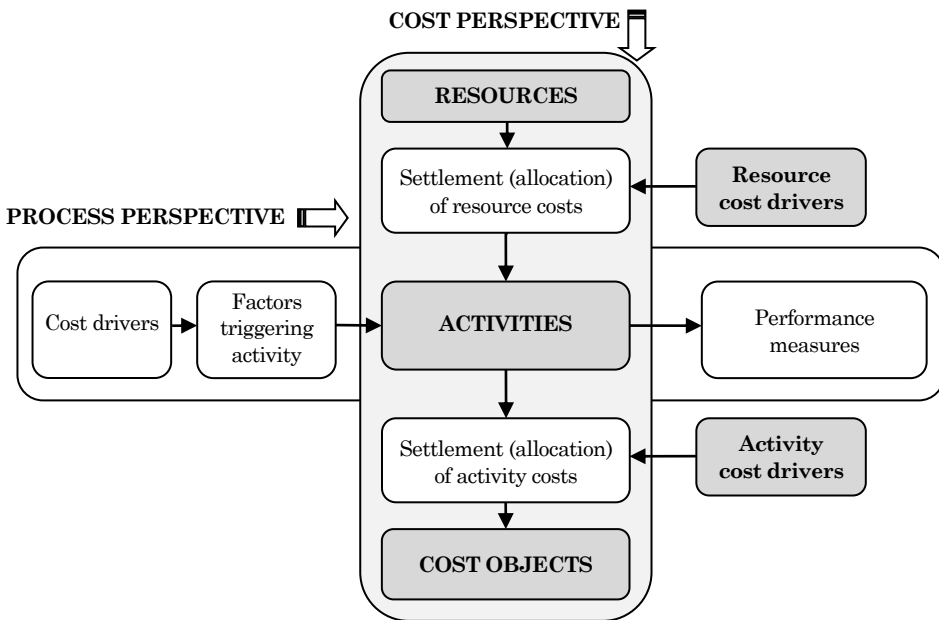 COST PERSPECTIVE
RESOURCES
Settlement (allocation)
of resource costs
Resource
cost drivers
PROCESS PERSPECTIVE
Cost drivers
Factors
triggering
activity
ACTIVITIES
Performance
measures
Settlement (allocation)
of activity costs
Activity
cost drivers
COST OBJECTS